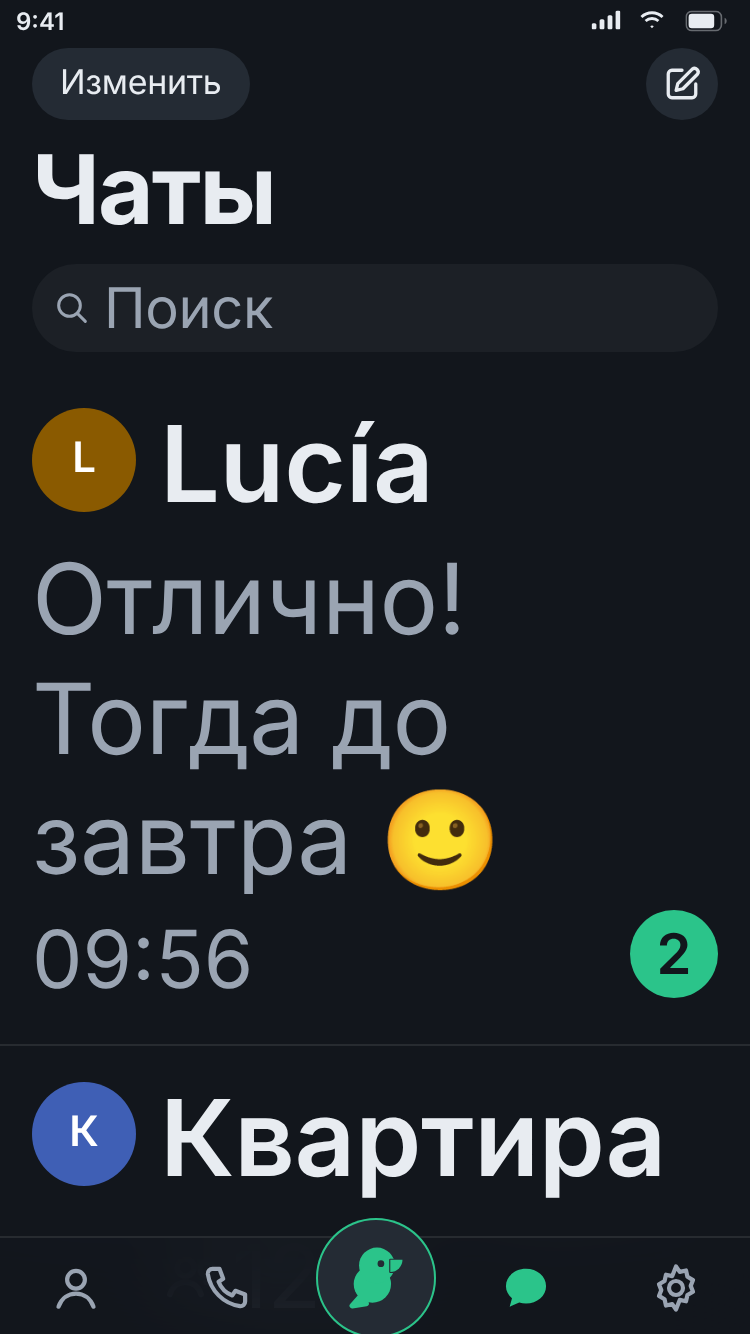 9:41
Изменить
Чаты
Поиск
L
Lucía
Отлично!
Тогда до
завтра 🙂
09:56
2
К
Квартира